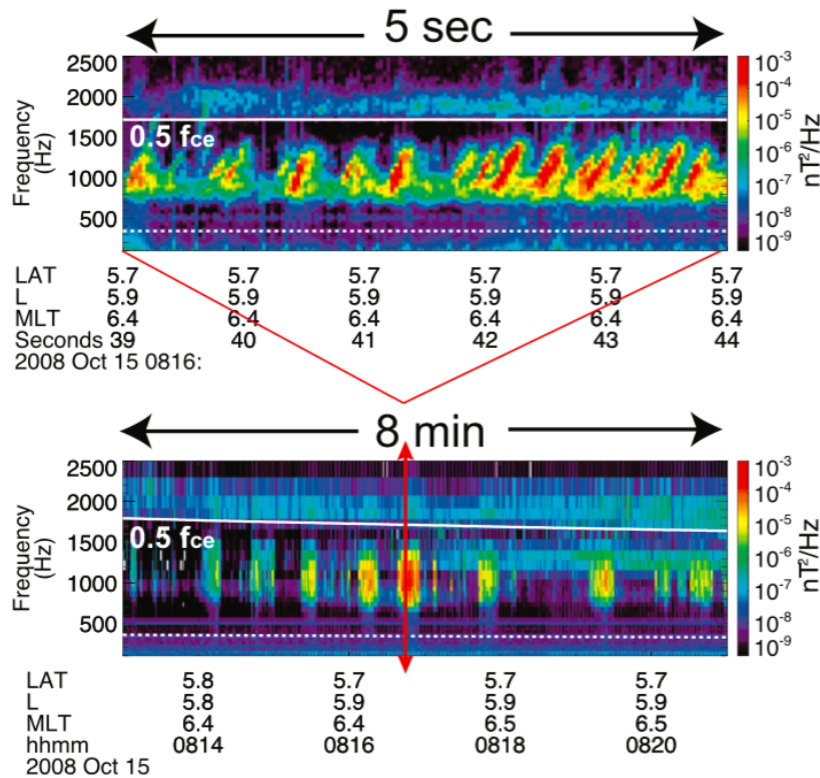 5 sec
2500
2000
1500
1000
500
Frequency
(Hz)
0.5 fce
10-3
10-4
10-5
10-6
10-7
10-8
10-9
nT2/Hz
LAT 5.7 5.7 5.7 5.7 5.7 5.7
L 5.9 5.9 5.9 5.9 5.9 5.9
MLT 6.4 6.4 6.4 6.4 6.4 6.4
Seconds 39 40 41 42 43 44
2008 Oct 15 0816:
8 min
2500
2000
1500
1000
500
Frequency
(Hz)
0.5 fce
10-3
10-4
10-5
10-6
10-7
10-8
10-9
nT2/Hz
LAT 5.8 5.7 5.7 5.7
L 5.8 5.9 5.9 5.9
MLT 6.4 6.4 6.5 6.5
hhmm 0814 0816 0818 0820
2008 Oct 15